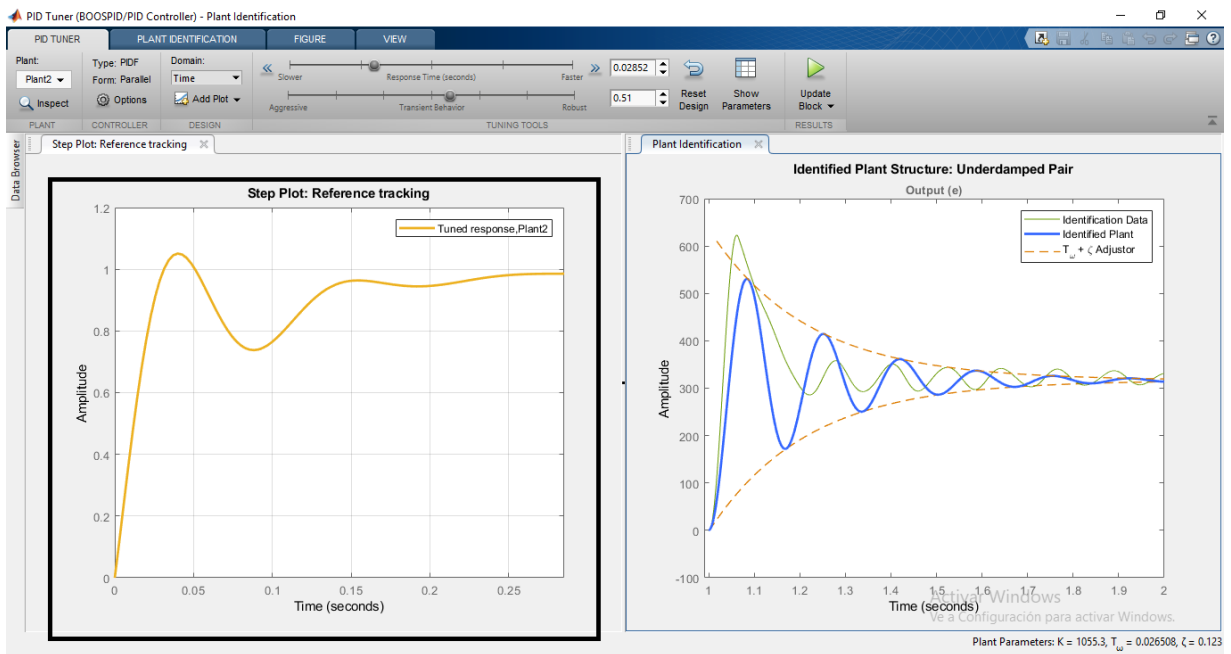 PID Tuner (BOOSPID/PID Controller) - Plant Identification
PID TUNER PLANT IDENTIFICATION FIGURE VIEW
Plant:
Plant2
Inspect
PLANT
Type: PIDF
Form: Parallel
Options
CONTROLLER
Domain:
Time
Add Plot
DESIGN
Slower Response Time (seconds) Faster
0.02852
Aggressive Transient Behavior Robust
0.51
Reset
Design
Show
Parameters
TUNING TOOLS
Update
Block
RESULTS
Data Browser
Step Plot: Reference tracking
Step Plot: Reference tracking
Tuned response,Plant2
Amplitude
1.2
1
0.8
0.6
0.4
0.2
0
0 0.05 0.1 0.15 0.2 0.25
Time (seconds)
Plant Identification
Identified Plant Structure: Underdamped Pair
Output (e)
Identification Data
Identified Plant
T_ω + ζ Adjustor
Amplitude
700
600
500
400
300
200
100
0
-100
1 1.1 1.2 1.3 1.4 1.5 1.6 1.7 1.8 1.9 2
Time (seconds)
Activar Windows
Ve a Configuración para activar Windows.
Plant Parameters: K = 1055.3, T_ω = 0.026508, ζ = 0.123